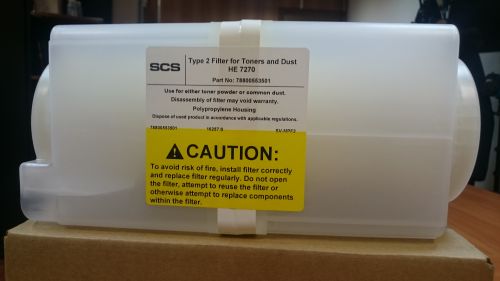 SCS
Type 2 Filter for Toners and Dust
HE 7270
Part No: 78800553501
Use for either toner powder or common dust.
Disassembly of filter may void warranty.
Polypropylene Housing
Dispose of used product in accordance with applicable regulations.
78800553501
CAUTION:
To avoid risk of fire, install filter correctly
and replace filter regularly. Do not open
the filter, attempt to reuse the filter or
otherwise attempt to replace components
within the filter.